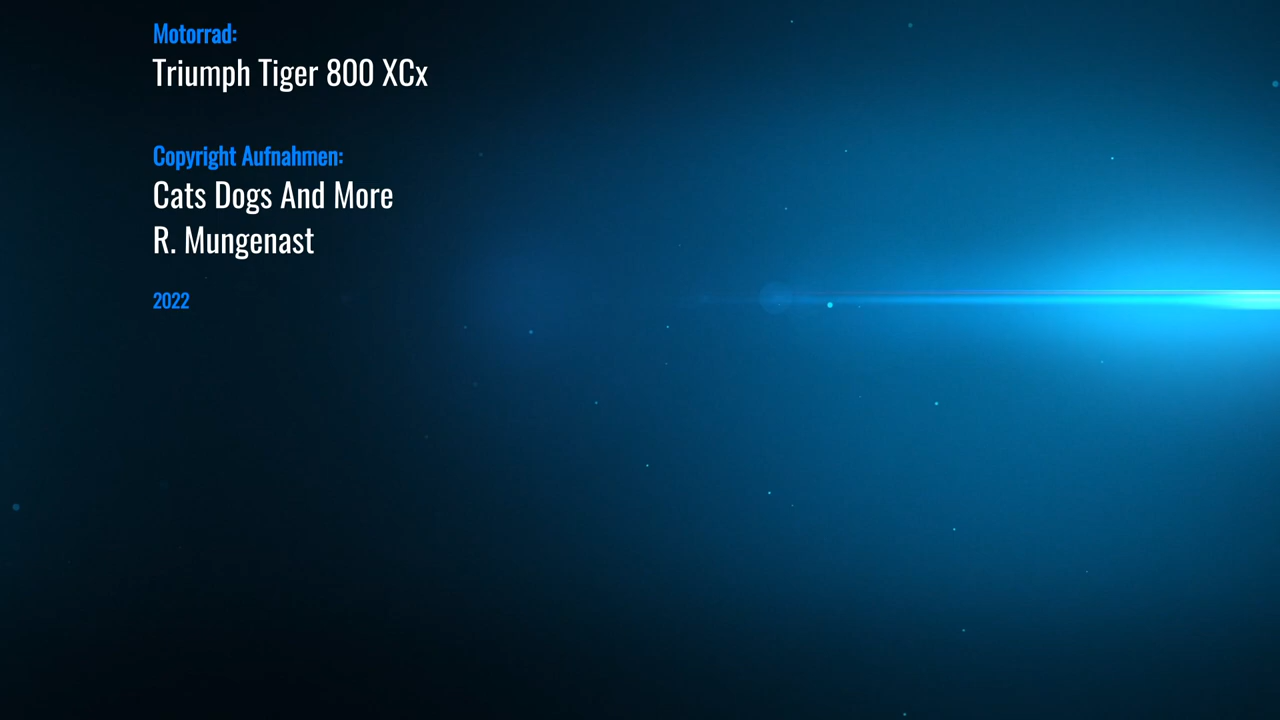 Motorrad:
Triumph Tiger 800 XCx
Copyright Aufnahmen:
Cats Dogs And More
R. Mungenast
2022